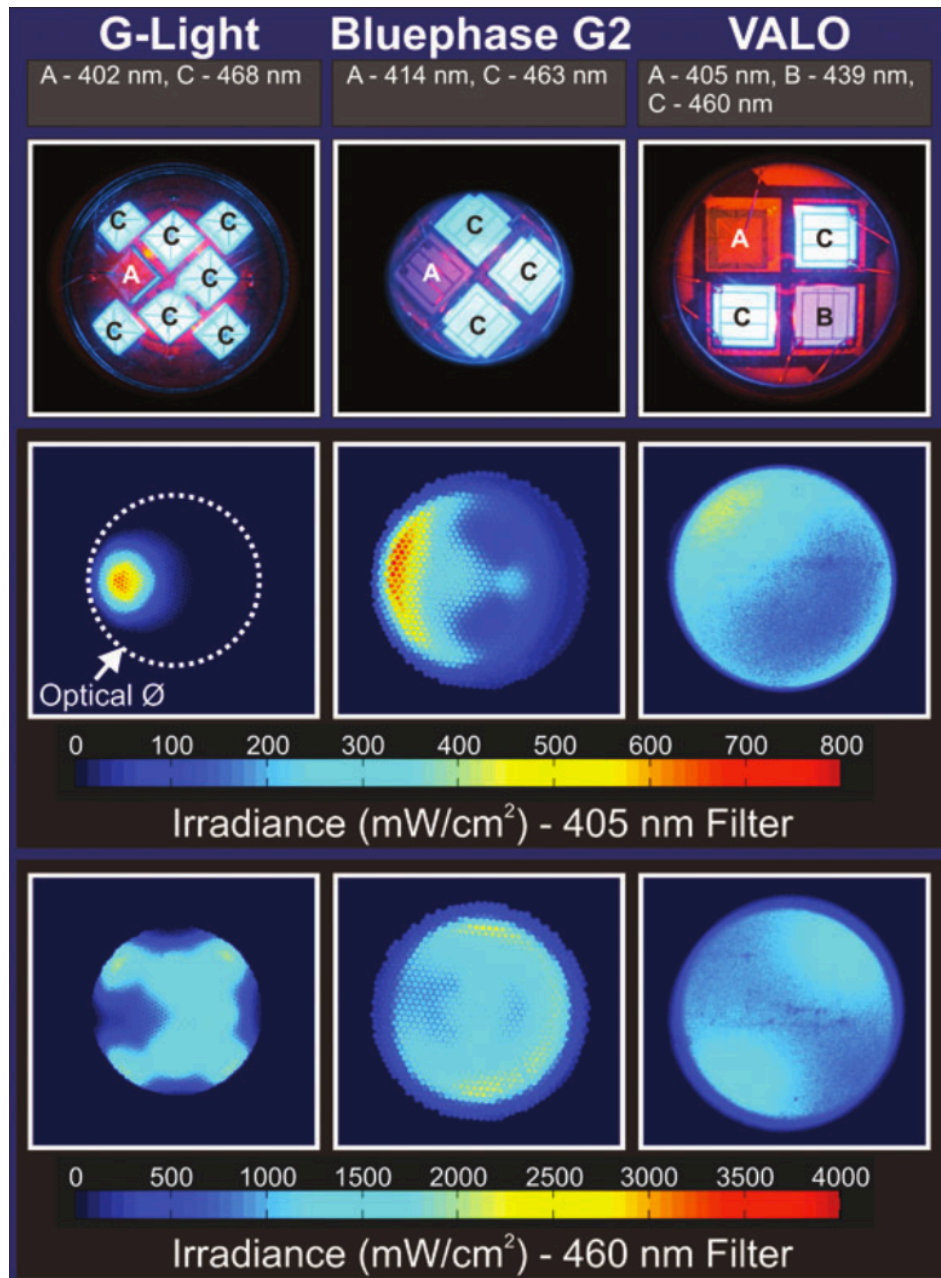 G-Light Bluephase G2 VALO
A - 402 nm, C - 468 nm
A - 414 nm, C - 463 nm
A - 405 nm, B - 439 nm,
C - 460 nm
C C C
A C
C C C
C
A C
C
A C
C B
Optical Ø
0 100 200 300 400 500 600 700 800
Irradiance (mW/cm²) - 405 nm Filter
0 500 1000 1500 2000 2500 3000 3500 4000
Irradiance (mW/cm²) - 460 nm Filter